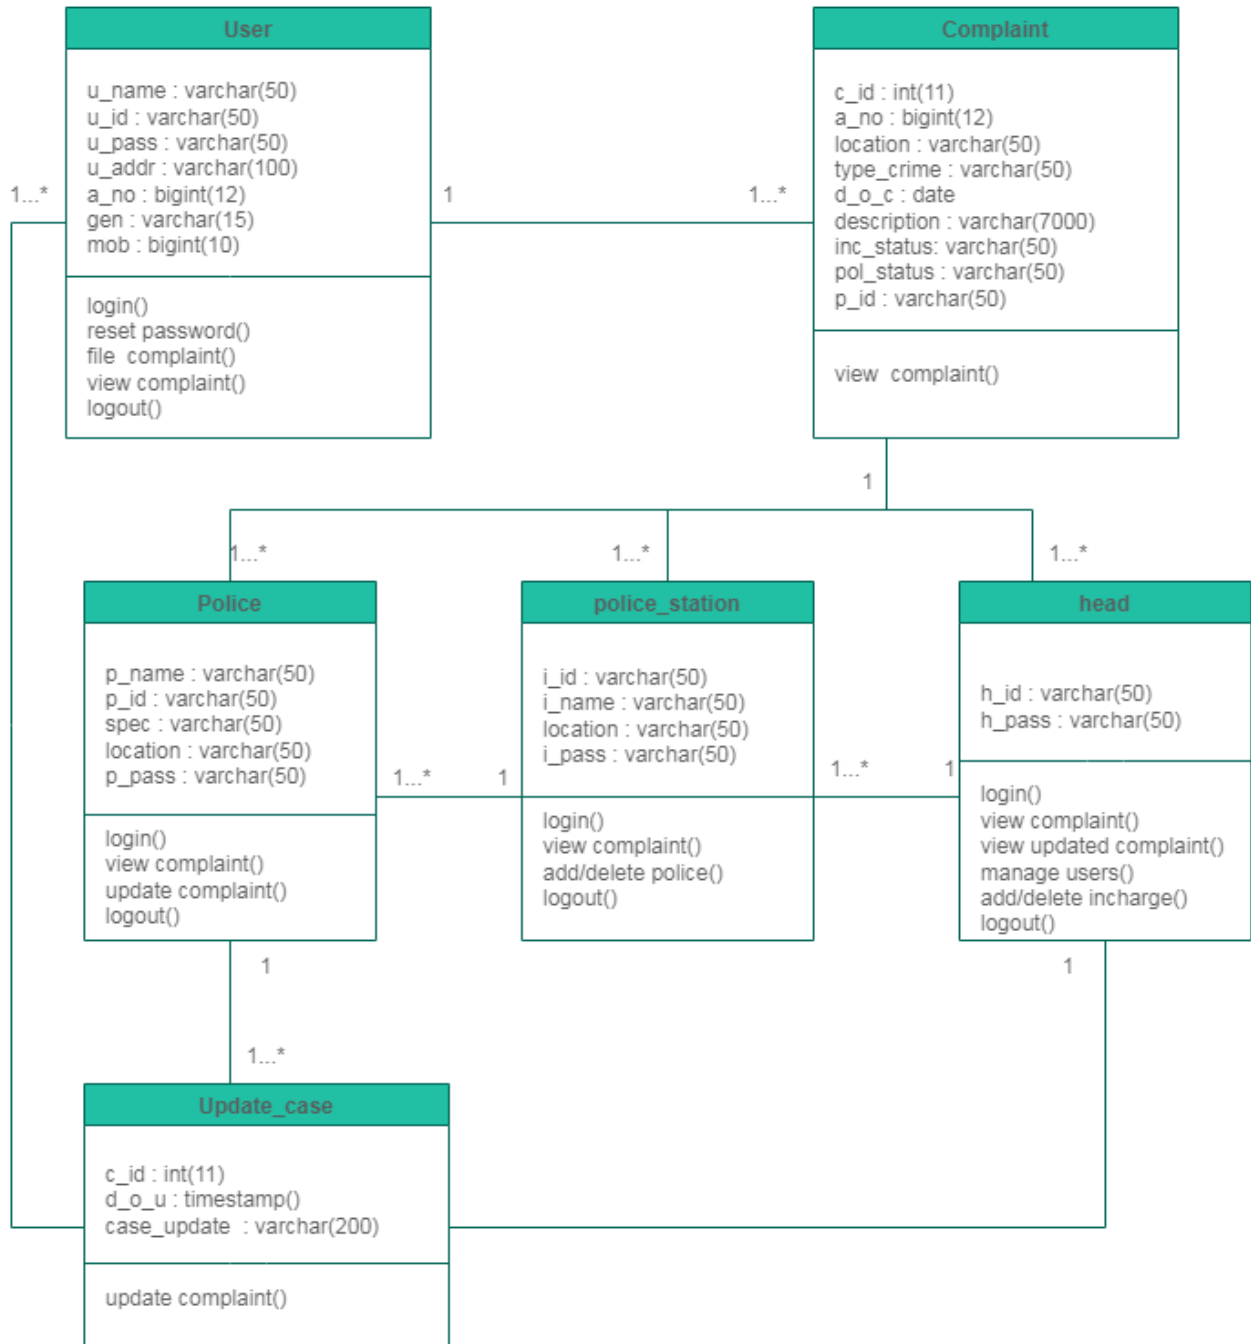 User
u_name : varchar(50)
u_id : varchar(50)
u_pass : varchar(50)
u_addr : varchar(100)
a_no : bigint(12)
gen : varchar(15)
mob : bigint(10)
login()
reset password()
file  complaint()
view complaint()
logout()
1...*
1
1...*
Complaint
c_id : int(11)
a_no : bigint(12)
location : varchar(50)
type_crime : varchar(50)
d_o_c : date
description : varchar(7000)
inc_status: varchar(50)
pol_status : varchar(50)
p_id : varchar(50)
view  complaint()
1
1...*
1...*
1...*
Police
p_name : varchar(50)
p_id : varchar(50)
spec : varchar(50)
location : varchar(50)
p_pass : varchar(50)
login()
view complaint()
update complaint()
logout()
1...*
1
police_station
i_id : varchar(50)
i_name : varchar(50)
location : varchar(50)
i_pass : varchar(50)
login()
view complaint()
add/delete police()
logout()
1...*
1
head
h_id : varchar(50)
h_pass : varchar(50)
login()
view complaint()
view updated complaint()
manage users()
add/delete incharge()
logout()
1
1
1...*
Update_case
c_id : int(11)
d_o_u : timestamp()
case_update  : varchar(200)
update complaint()